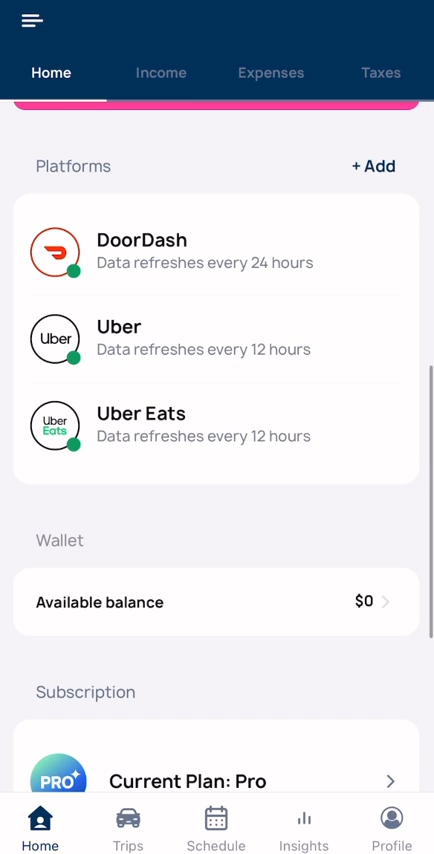 Home Income Expenses Taxes
Platforms + Add
DoorDash
Data refreshes every 24 hours
Uber
Uber
Data refreshes every 12 hours
Uber
Eats
Uber Eats
Data refreshes every 12 hours
Wallet
Available balance $0
Subscription
PRO
Current Plan: Pro
Home Trips Schedule Insights Profile